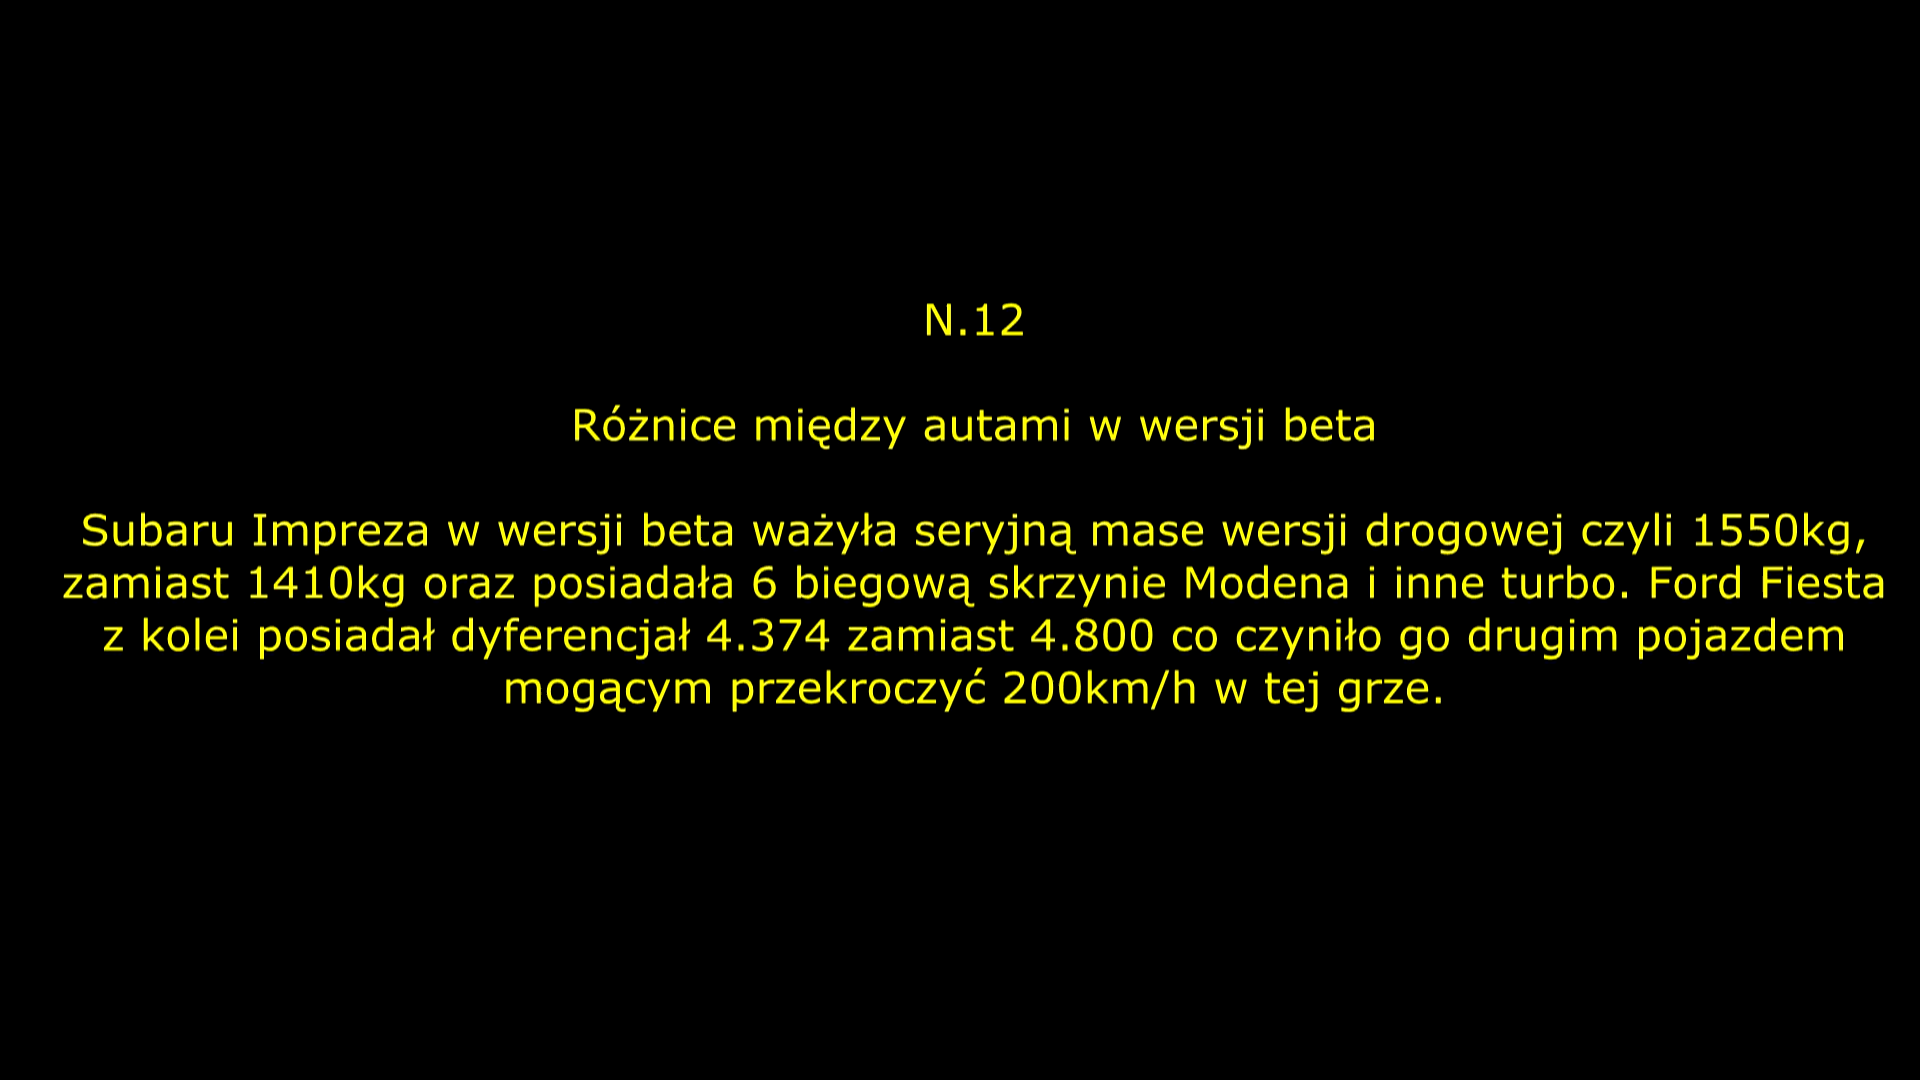 N.12
Różnice między autami w wersji beta
Subaru Impreza w wersji beta ważyła seryjną mase wersji drogowej czyli 1550kg,
zamiast 1410kg oraz posiadała 6 biegową skrzynie Modena i inne turbo. Ford Fiesta
z kolei posiadał dyferencjał 4.374 zamiast 4.800 co czyniło go drugim pojazdem
mogącym przekroczyć 200km/h w tej grze.